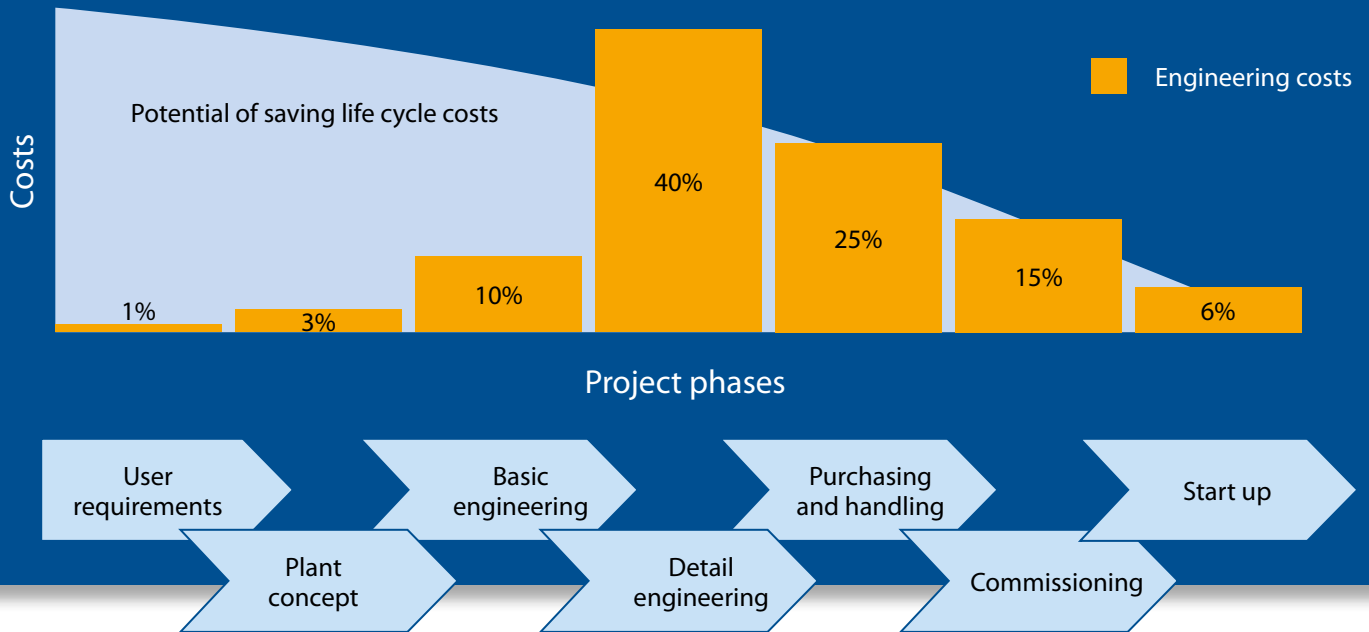 Potential of saving life cycle costs
Engineering costs
Costs
1%
3%
10%
40%
25%
15%
6%
Project phases
User
requirements
Plant
concept
Basic
engineering
Detail
engineering
Purchasing
and handling
Commissioning
Start up